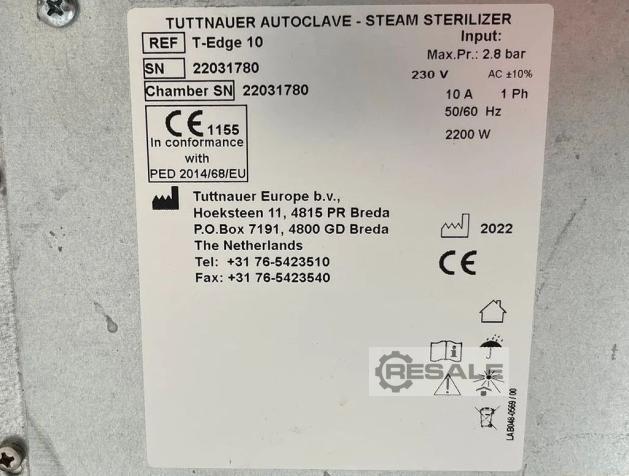 TUTTNAUER AUTOCLAVE - STEAM STERILIZER
REF T-Edge 10
Input:
Max.Pr.: 2.8 bar
SN 22031780
230 V AC ±10%
Chamber SN 22031780
10 A 1 Ph
50/60 Hz
CE 1155
2200 W
In conformance
with
PED 2014/68/EU
Tuttnauer Europe b.v.,
Hoeksteen 11, 4815 PR Breda
P.O.Box 7191, 4800 GD Breda
The Netherlands
Tel: +31 76-5423510
Fax: +31 76-5423540
2022
CE
RESALE
LAB048-0569 / 00